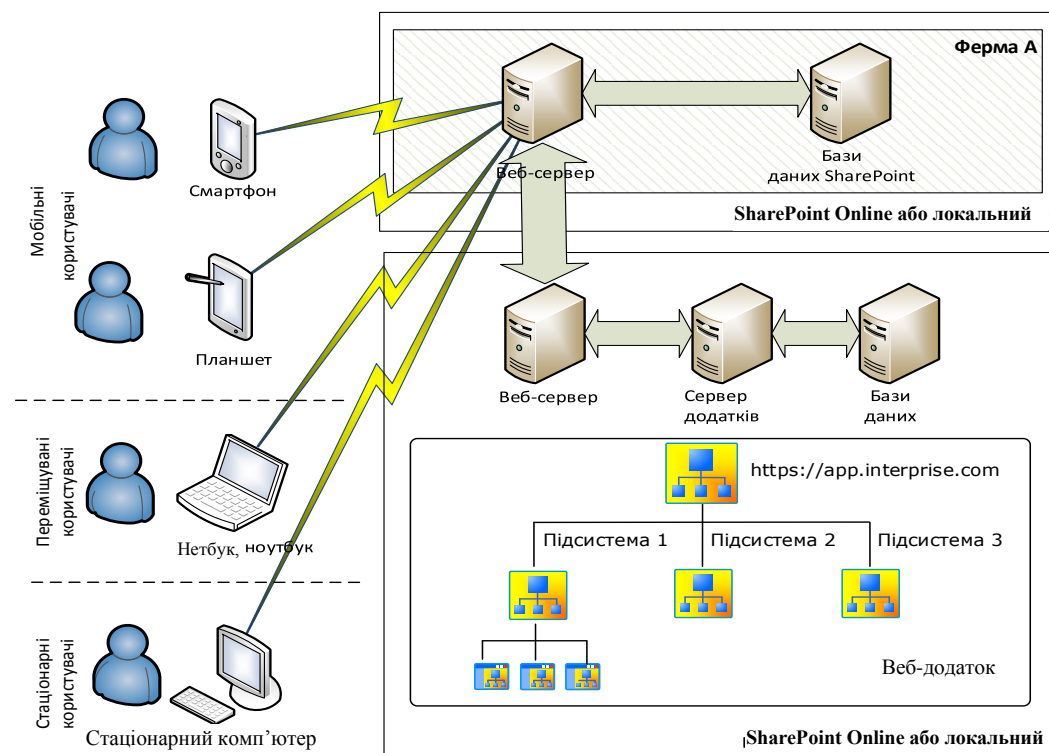 Ферма А
Веб-сервер
Бази
даних SharePoint
SharePoint Online або локальний
Мобільні
користувачі
Смартфон
Планшет
Веб-сервер
Сервер
додатків
Бази
даних
Переміщувані
користувачі
Нетбук, ноутбук
https://app.interprise.com
Підсистема 1
Підсистема 2
Підсистема 3
Веб-додаток
Стаціонарні
користувачі
Стаціонарний комп’ютер
SharePoint Online або локальний